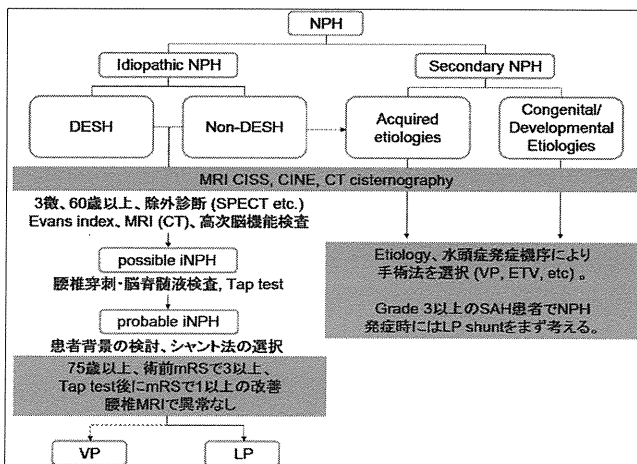 NPH
Idiopathic NPH
Secondary NPH
DESH
Non-DESH
Acquired
etiologies
Congenital/
Developmental
Etiologies
MRI CISS, CINE, CT cisternography
3徴、60歳以上、除外診断 (SPECT etc.)
Evans index、MRI (CT)、高次脳機能検査
possible iNPH
腰椎穿刺・脳脊髄液検査, Tap test
probable iNPH
患者背景の検討、シャント法の選択
75歳以上、術前mRSで3以上、
Tap test後にmRSで1以上の改善
腰椎MRIで異常なし
VP
LP
Etiology、水頭症発症機序により
手術法を選択 (VP, ETV, etc) 。
Grade 3以上のSAH患者でNPH
発症時にはLP shuntをまず考える。